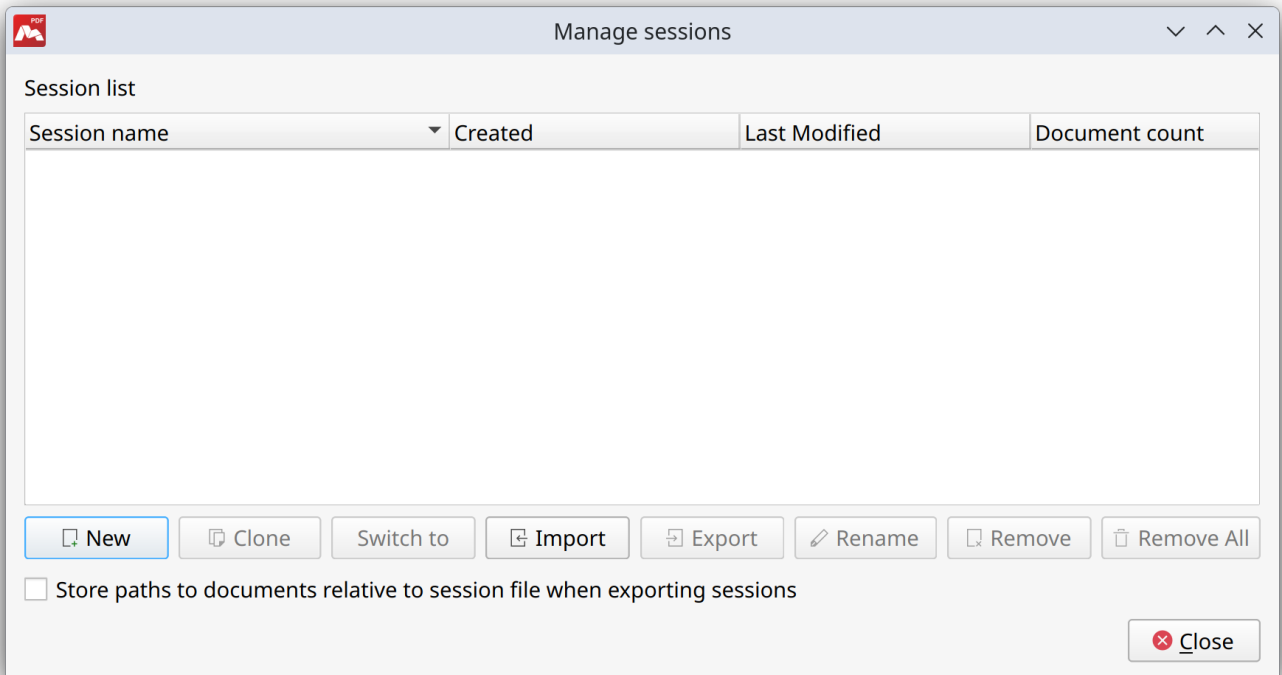 PDF
Manage sessions
Session list
Session name Created Last Modified Document count
New Clone Switch to Import Export Rename Remove Remove All
Store paths to documents relative to session file when exporting sessions
Close